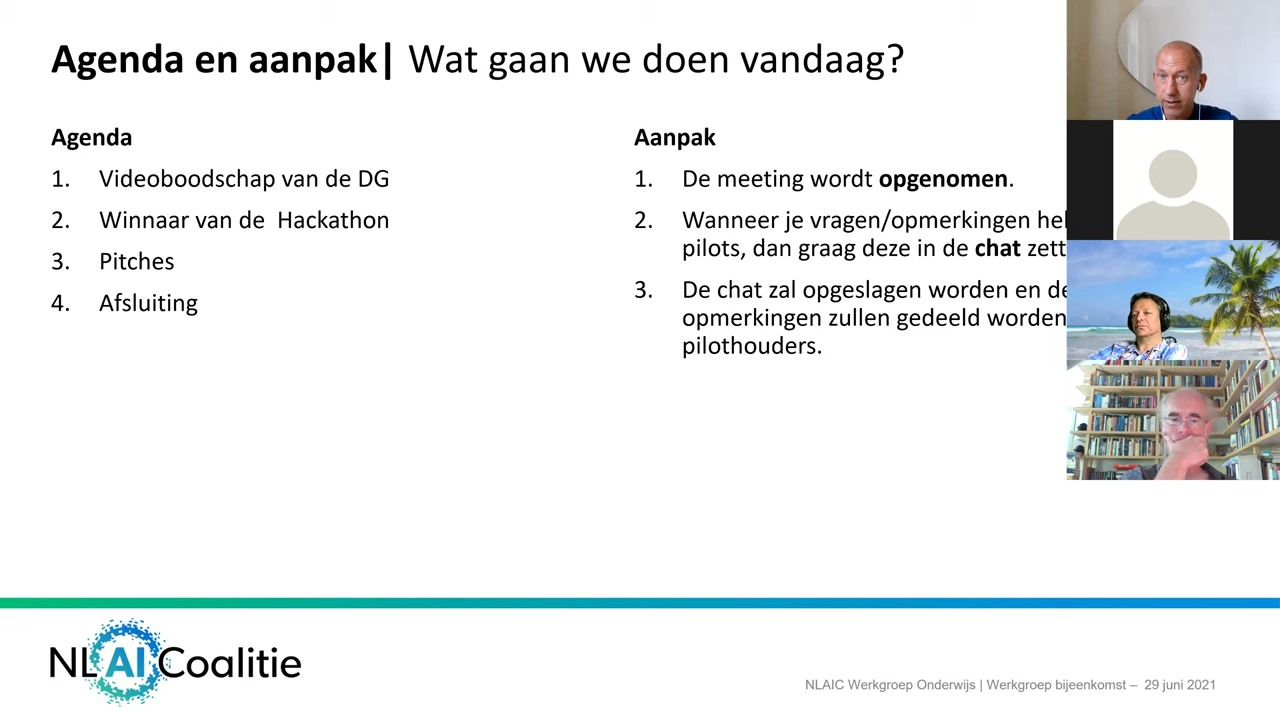 Agenda en aanpak| Wat gaan we doen vandaag?
Agenda
1. Videoboodschap van de DG
2. Winnaar van de Hackathon
3. Pitches
4. Afsluiting
Aanpak
1. De meeting wordt opgenomen.
2. Wanneer je vragen/opmerkingen
pilots, dan graag deze in de chat
3. De chat zal opgeslagen worden en
opmerkingen zullen gedeeld worden
pilothouders.
NL AI Coalitie
NLAIC Werkgroep Onderwijs | Werkgroep bijeenkomst – 29 juni 2021